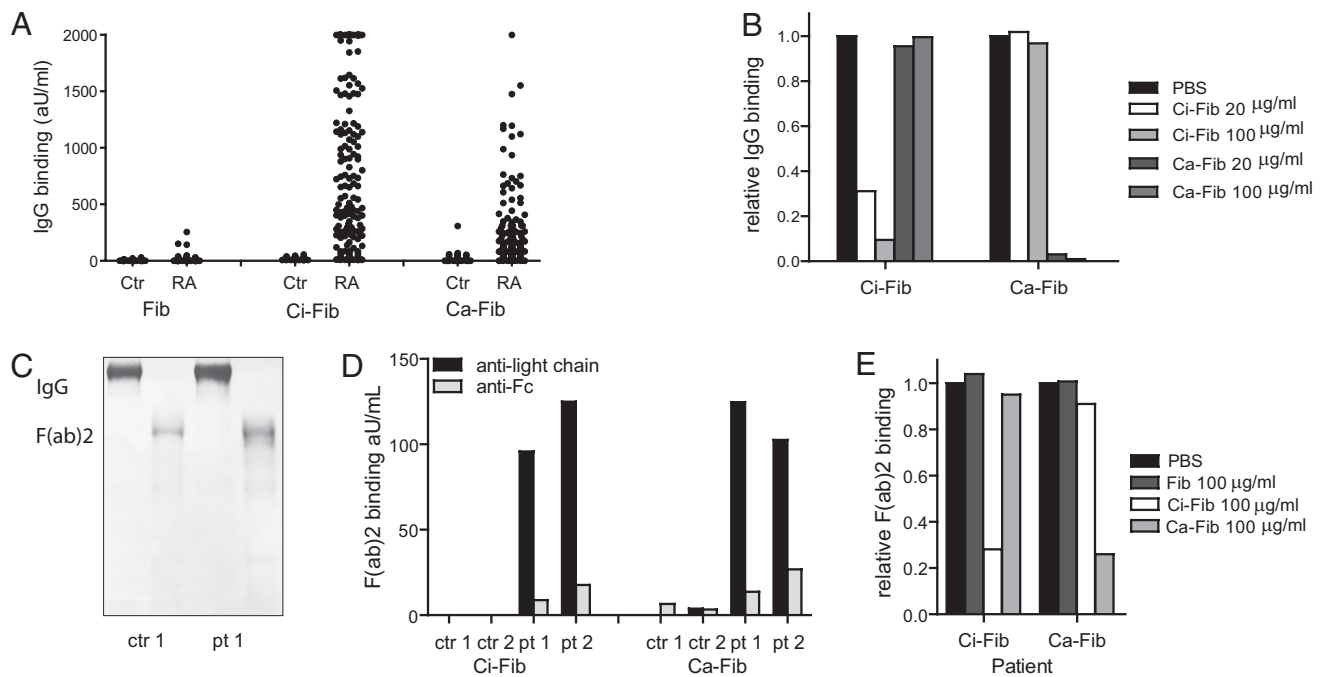 A
IgG binding (aU/ml)
2000
1500
1000
500
0
Ctr RA Ctr RA Ctr RA
Fib Ci-Fib Ca-Fib
B
relative IgG binding
1.0
0.8
0.6
0.4
0.2
0.0
Ci-Fib Ca-Fib
PBS
Ci-Fib 20 µg/ml
Ci-Fib 100 µg/ml
Ca-Fib 20 µg/ml
Ca-Fib 100 µg/ml
C
IgG
F(ab)2
ctr 1 pt 1
D
F(ab)2 binding aU/mL
150
100
50
0
anti-light chain
anti-Fc
ctr 1 ctr 2 pt 1 pt 2 ctr 1 ctr 2 pt 1 pt 2
Ci-Fib Ca-Fib
E
relative F(ab)2 binding
1.0
0.8
0.6
0.4
0.2
0.0
Ci-Fib Ca-Fib
Patient
PBS
Fib 100 µg/ml
Ci-Fib 100 µg/ml
Ca-Fib 100 µg/ml